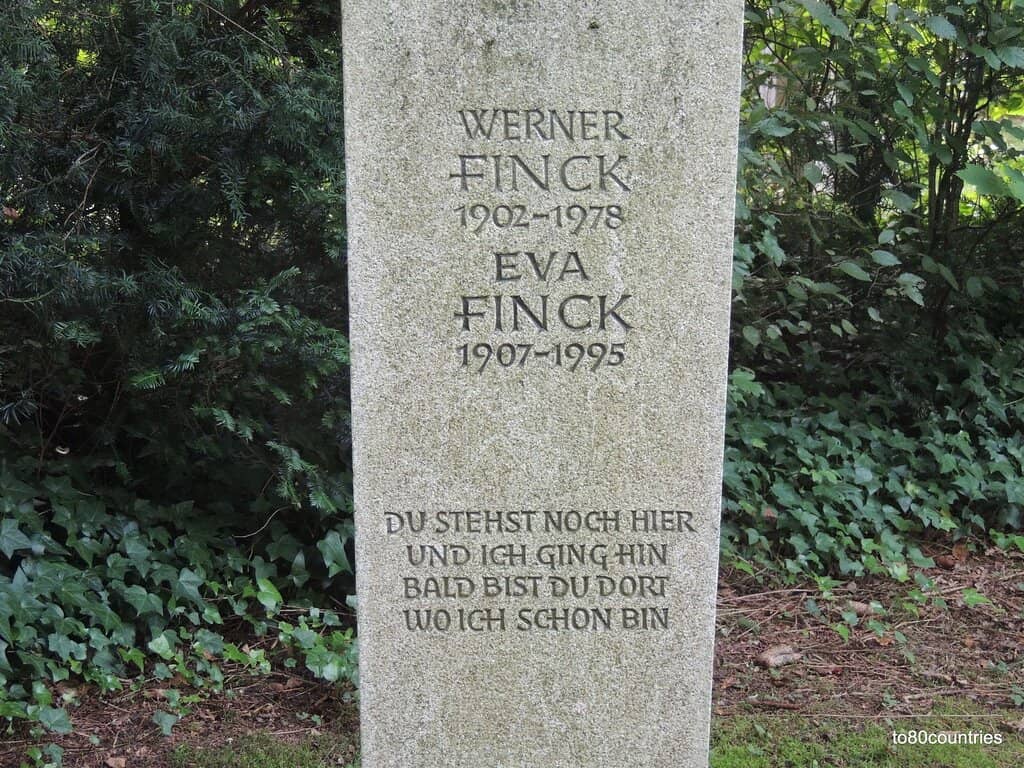 WERNER
FINCK
1902-1978
EVA
FINCK
1907-1995
DU STEHST NOCH HIER
UND ICH GING HIN
BALD BIST DU DORT
WO ICH SCHON BIN
to80countries